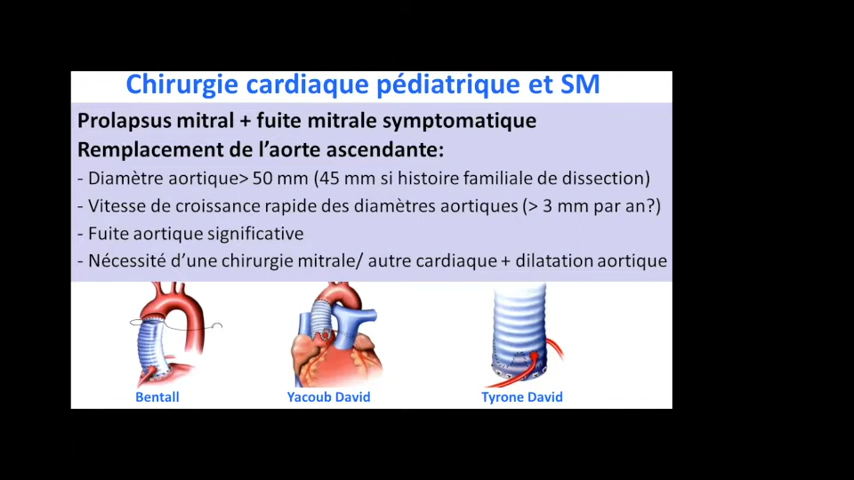 Chirurgie cardiaque pédiatrique et SM
Prolapsus mitral + fuite mitrale symptomatique
Remplacement de l'aorte ascendante:
- Diamètre aortique> 50 mm (45 mm si histoire familiale de dissection)
- Vitesse de croissance rapide des diamètres aortiques (> 3 mm par an?)
- Fuite aortique significative
- Nécessité d'une chirurgie mitrale/ autre cardiaque + dilatation aortique
Bentall
Yacoub David
Tyrone David